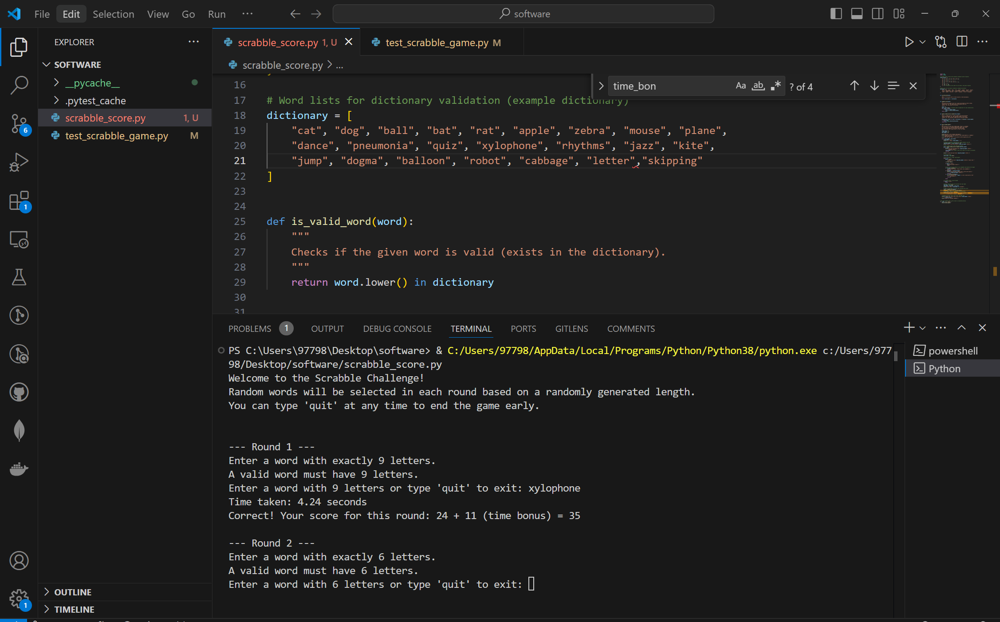 File Edit Selection View Go Run ··· software
EXPLORER ···
SOFTWARE
__pycache__
.pytest_cache
scrabble_score.py 1, U
test_scrabble_game.py M
6
1
1
OUTLINE
TIMELINE
scrabble_score.py 1, U
test_scrabble_game.py M
scrabble_score.py > ...
time_bon Aa ab .* ? of 4
16
17 # Word lists for dictionary validation (example dictionary)
18 dictionary = [
19 "cat", "dog", "ball", "bat", "rat", "apple", "zebra", "mouse", "plane",
20 "dance", "pneumonia", "quiz", "xylophone", "rhythms", "jazz", "kite",
21 "jump", "dogma", "balloon", "robot", "cabbage", "letter","skipping"
22 ]
23
24
25 def is_valid_word(word):
26 """
27 Checks if the given word is valid (exists in the dictionary).
28 """
29 return word.lower() in dictionary
30
31
PROBLEMS 1 OUTPUT DEBUG CONSOLE TERMINAL PORTS GITLENS COMMENTS
PS C:\Users\97798\Desktop\software> & C:/Users/97798/AppData/Local/Programs/Python/Python38/python.exe c:/Users/977
98/Desktop/software/scrabble_score.py
Welcome to the Scrabble Challenge!
Random words will be selected in each round based on a randomly generated length.
You can type 'quit' at any time to end the game early.
--- Round 1 ---
Enter a word with exactly 9 letters.
A valid word must have 9 letters.
Enter a word with 9 letters or type 'quit' to exit: xylophone
Time taken: 4.24 seconds
Correct! Your score for this round: 24 + 11 (time bonus) = 35
--- Round 2 ---
Enter a word with exactly 6 letters.
A valid word must have 6 letters.
Enter a word with 6 letters or type 'quit' to exit:
powershell
Python